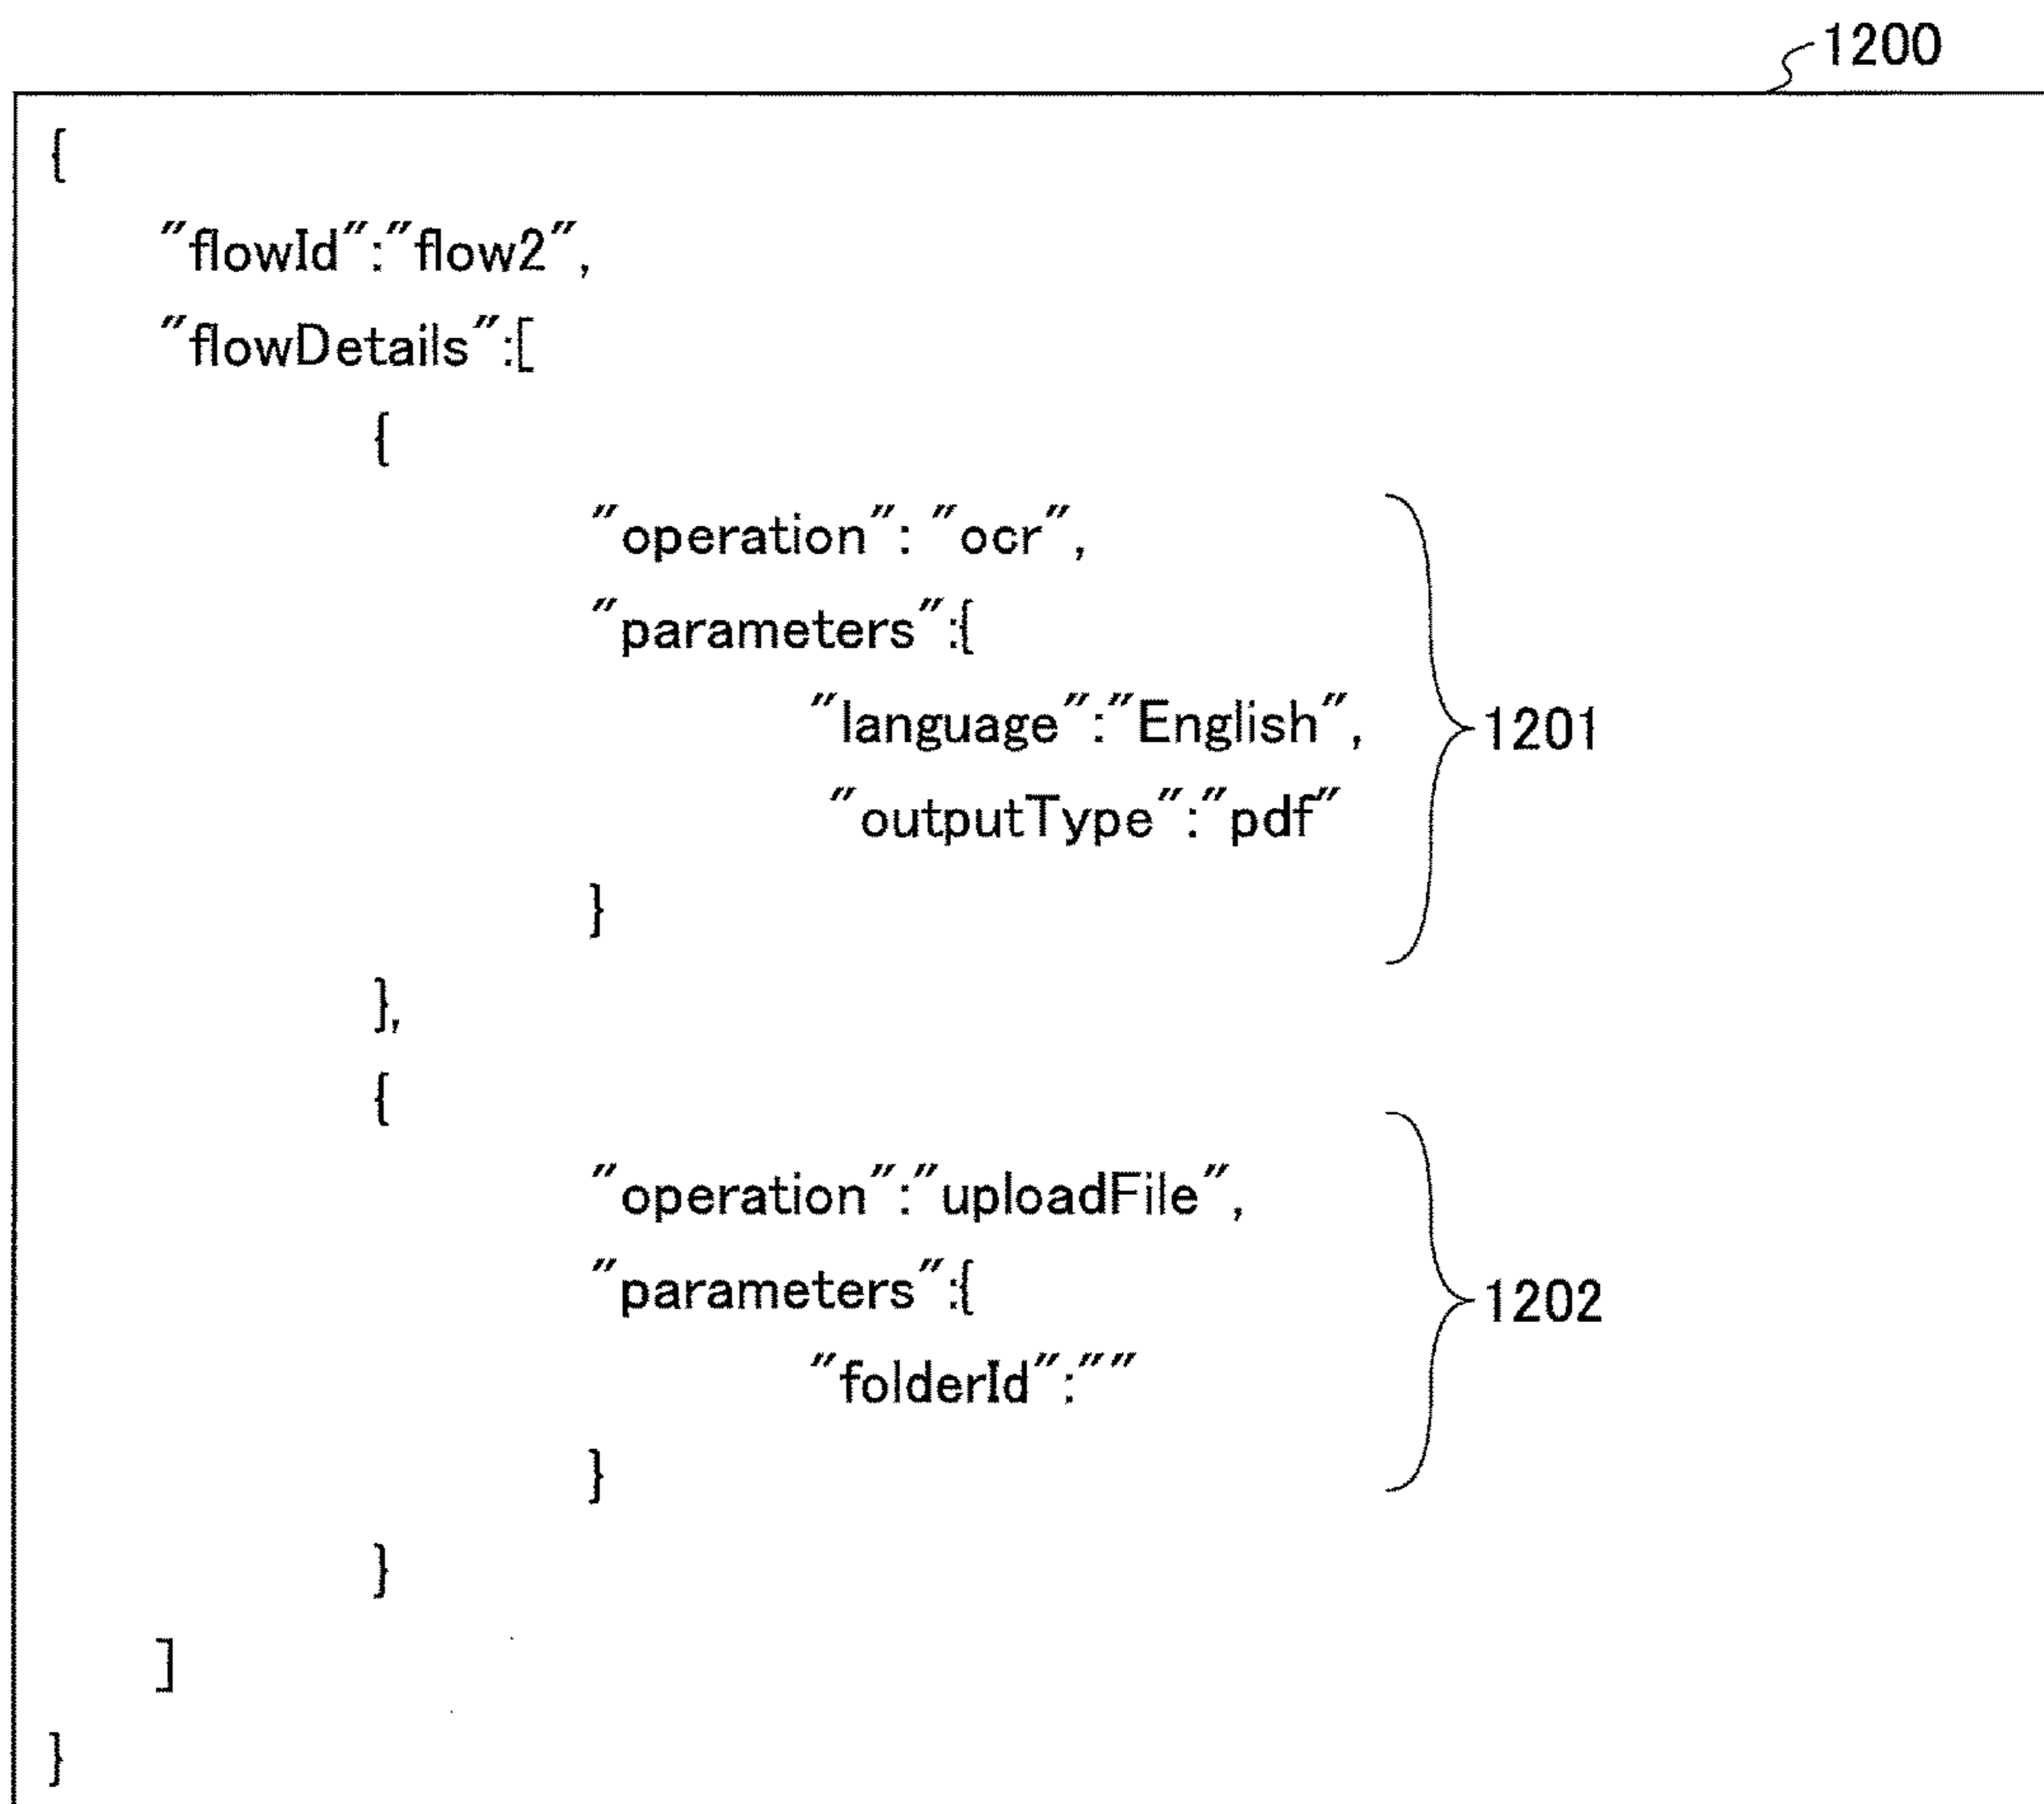 1200
{
"flowId":"flow2",
"flowDetails":[
{
"operation": "ocr",
"parameters":{
"language":"English",
1201
"outputType":"pdf"
}
},
{
"operation":"uploadFile",
"parameters":{
1202
"folderId":""
}
}
]
}